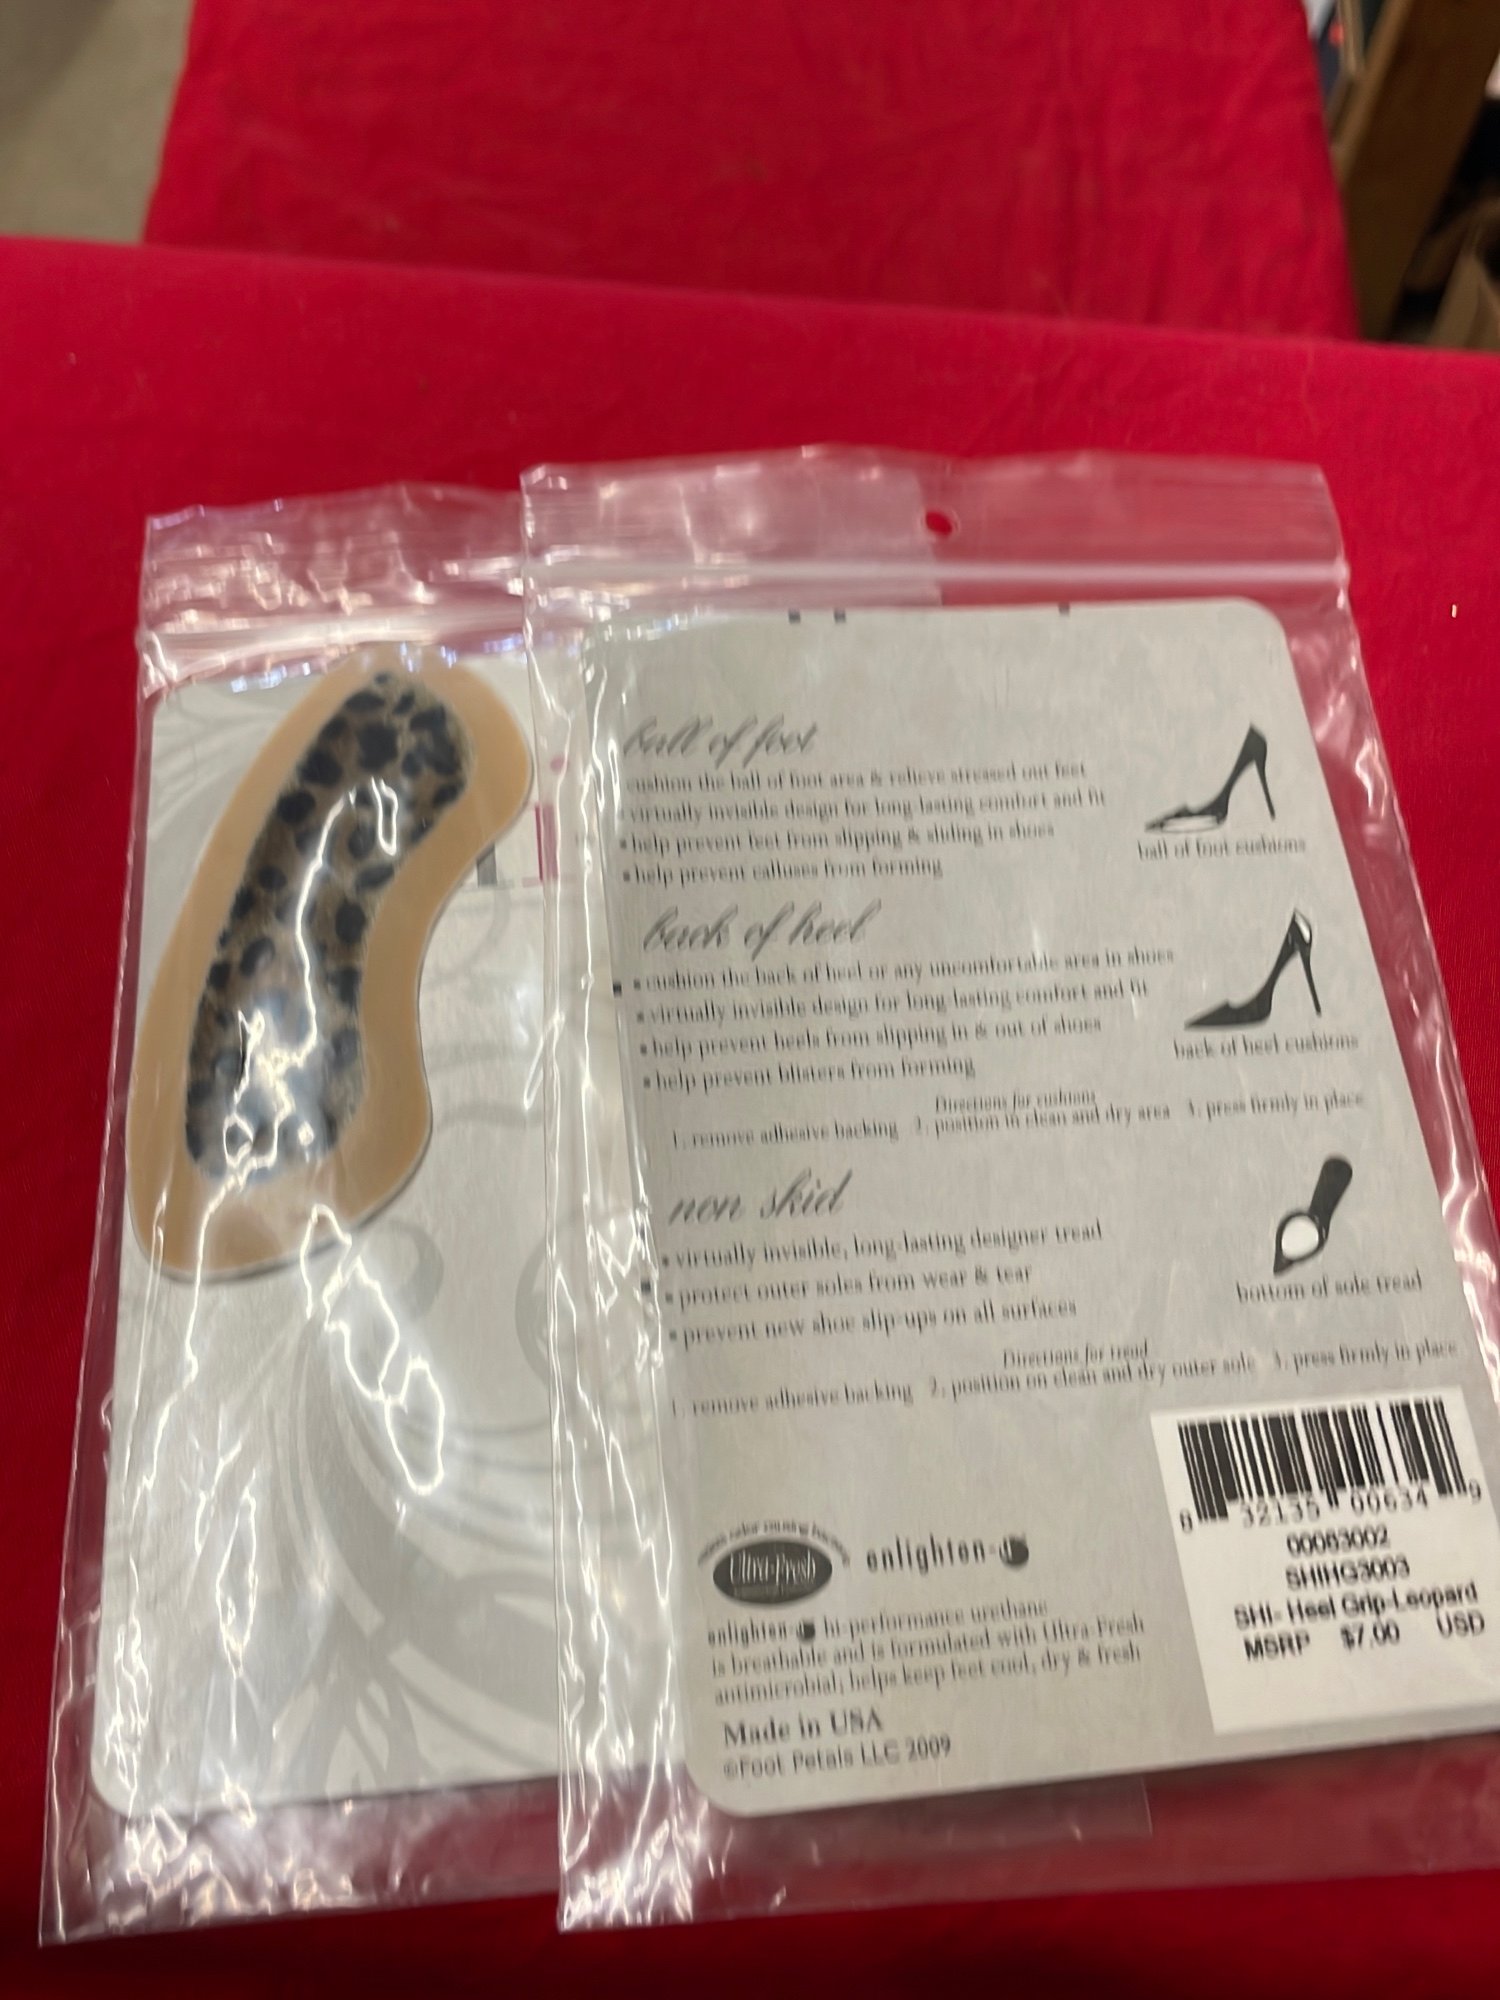 ball of foot
cushion the ball of foot area & relieve stressed out feet
• virtually invisible design for long-lasting comfort and fit
• help prevent feet from slipping & sliding in shoes
• help prevent calluses from forming
ball of foot cushions
back of heel
• cushion the back of heel or any uncomfortable area in shoes
• virtually invisible design for long-lasting comfort and fit
• help prevent heels from slipping in & out of shoes
• help prevent blisters from forming
back of heel cushions
Directions for cushions
1. remove adhesive backing 2. position in clean and dry area 3. press firmly in place
non skid
• virtually invisible, long-lasting designer tread
• protect outer soles from wear & tear
• prevent new shoe slip-ups on all surfaces
bottom of sole tread
Directions for tread
1. remove adhesive backing 2. position on clean and dry outer sole 3. press firmly in place
8 32135 00634 9
00083002
SHIHG3003
SHI- Heel Grip-Leopard
MSRP $7.00 USD
Ultra-Fresh
enlighten-
enlighten- hi-performance urethane
is breathable and is formulated with Ultra-Fresh
antimicrobial; helps keep feet cool, dry & fresh
Made in USA
©Foot Petals LLC 2009